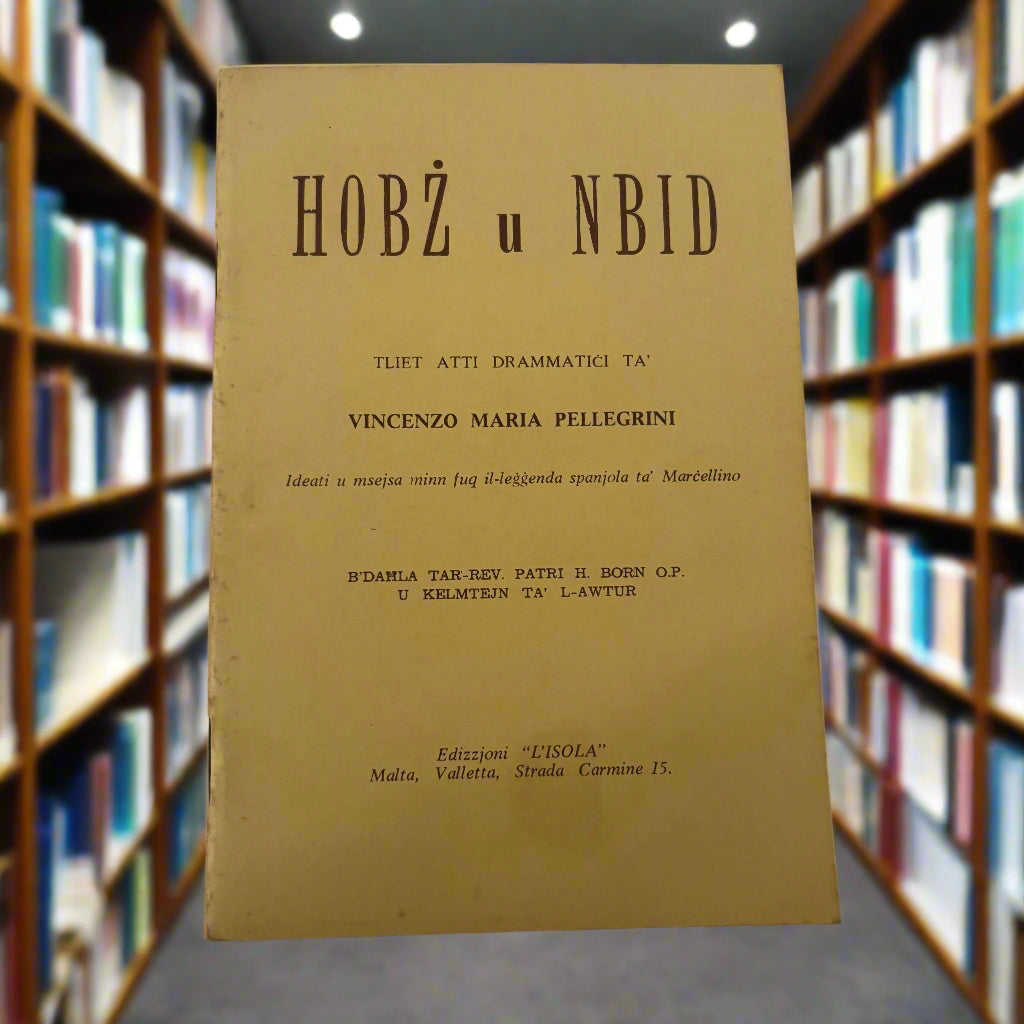 HOBŻ u NBID
TLIET ATTI DRAMMATIĊI TA'
VINCENZO MARIA PELLEGRINI
Ideati u msejsa minn fuq il-leġġenda spanjola ta' Marċellino
B'DAĦLA TAR-REV. PATRI H. BORN O.P.
U KELMTEJN TA' L-AWTUR
Edizzjoni "L'ISOLA"
Malta, Valletta, Strada Carmine 15.